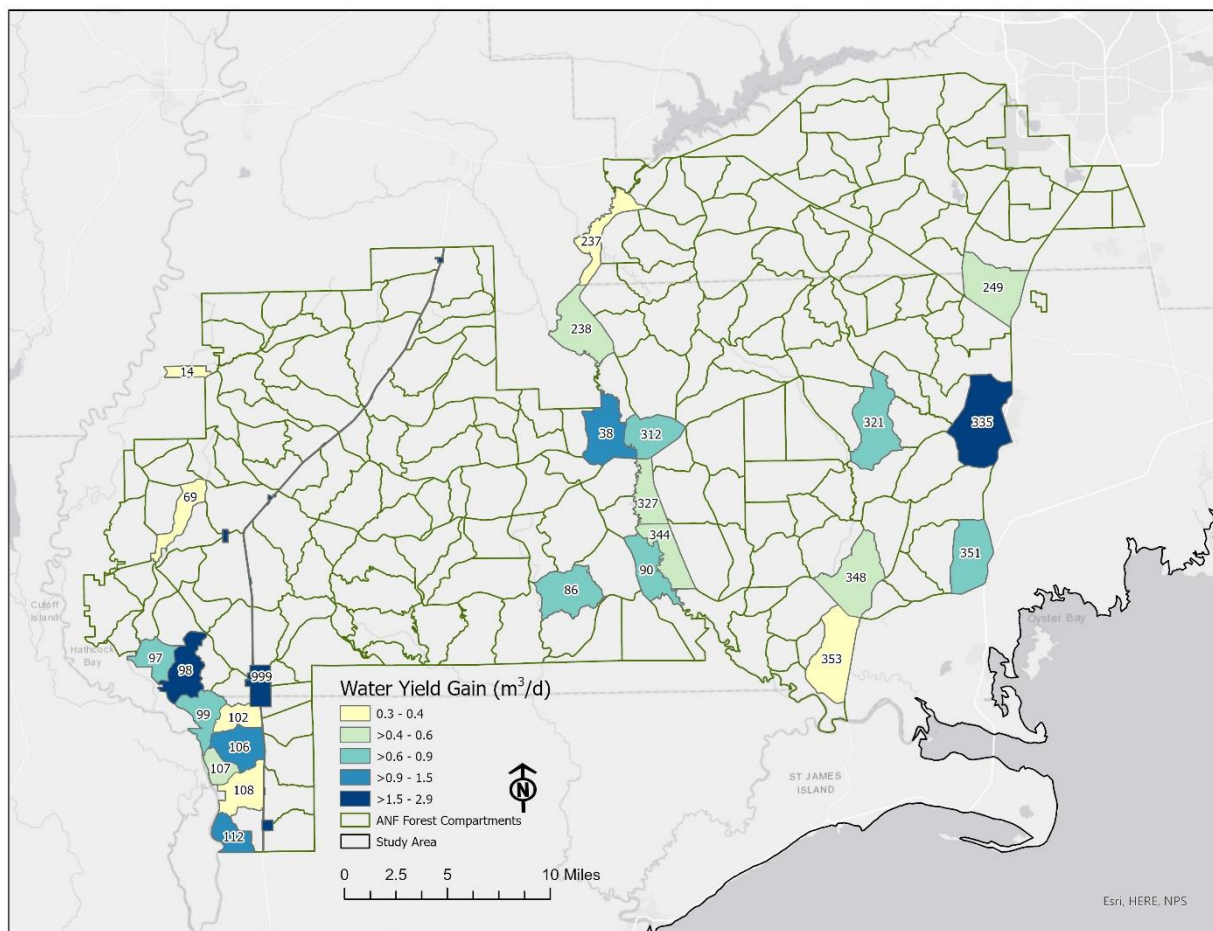 237
249
238
14
38
312
321
335
69
327
344
351
90
86
348
Cutoff
Island
Oyster Bay
Hathcock
Bay
97
98
999
353
99
102
106
107
108
112
Water Yield Gain (m³/d)
0.3 - 0.4
>0.4 - 0.6
>0.6 - 0.9
>0.9 - 1.5
>1.5 - 2.9
ANF Forest Compartments
Study Area
N
ST JAMES
ISLAND
0 2.5 5 10 Miles
Esri, HERE, NPS